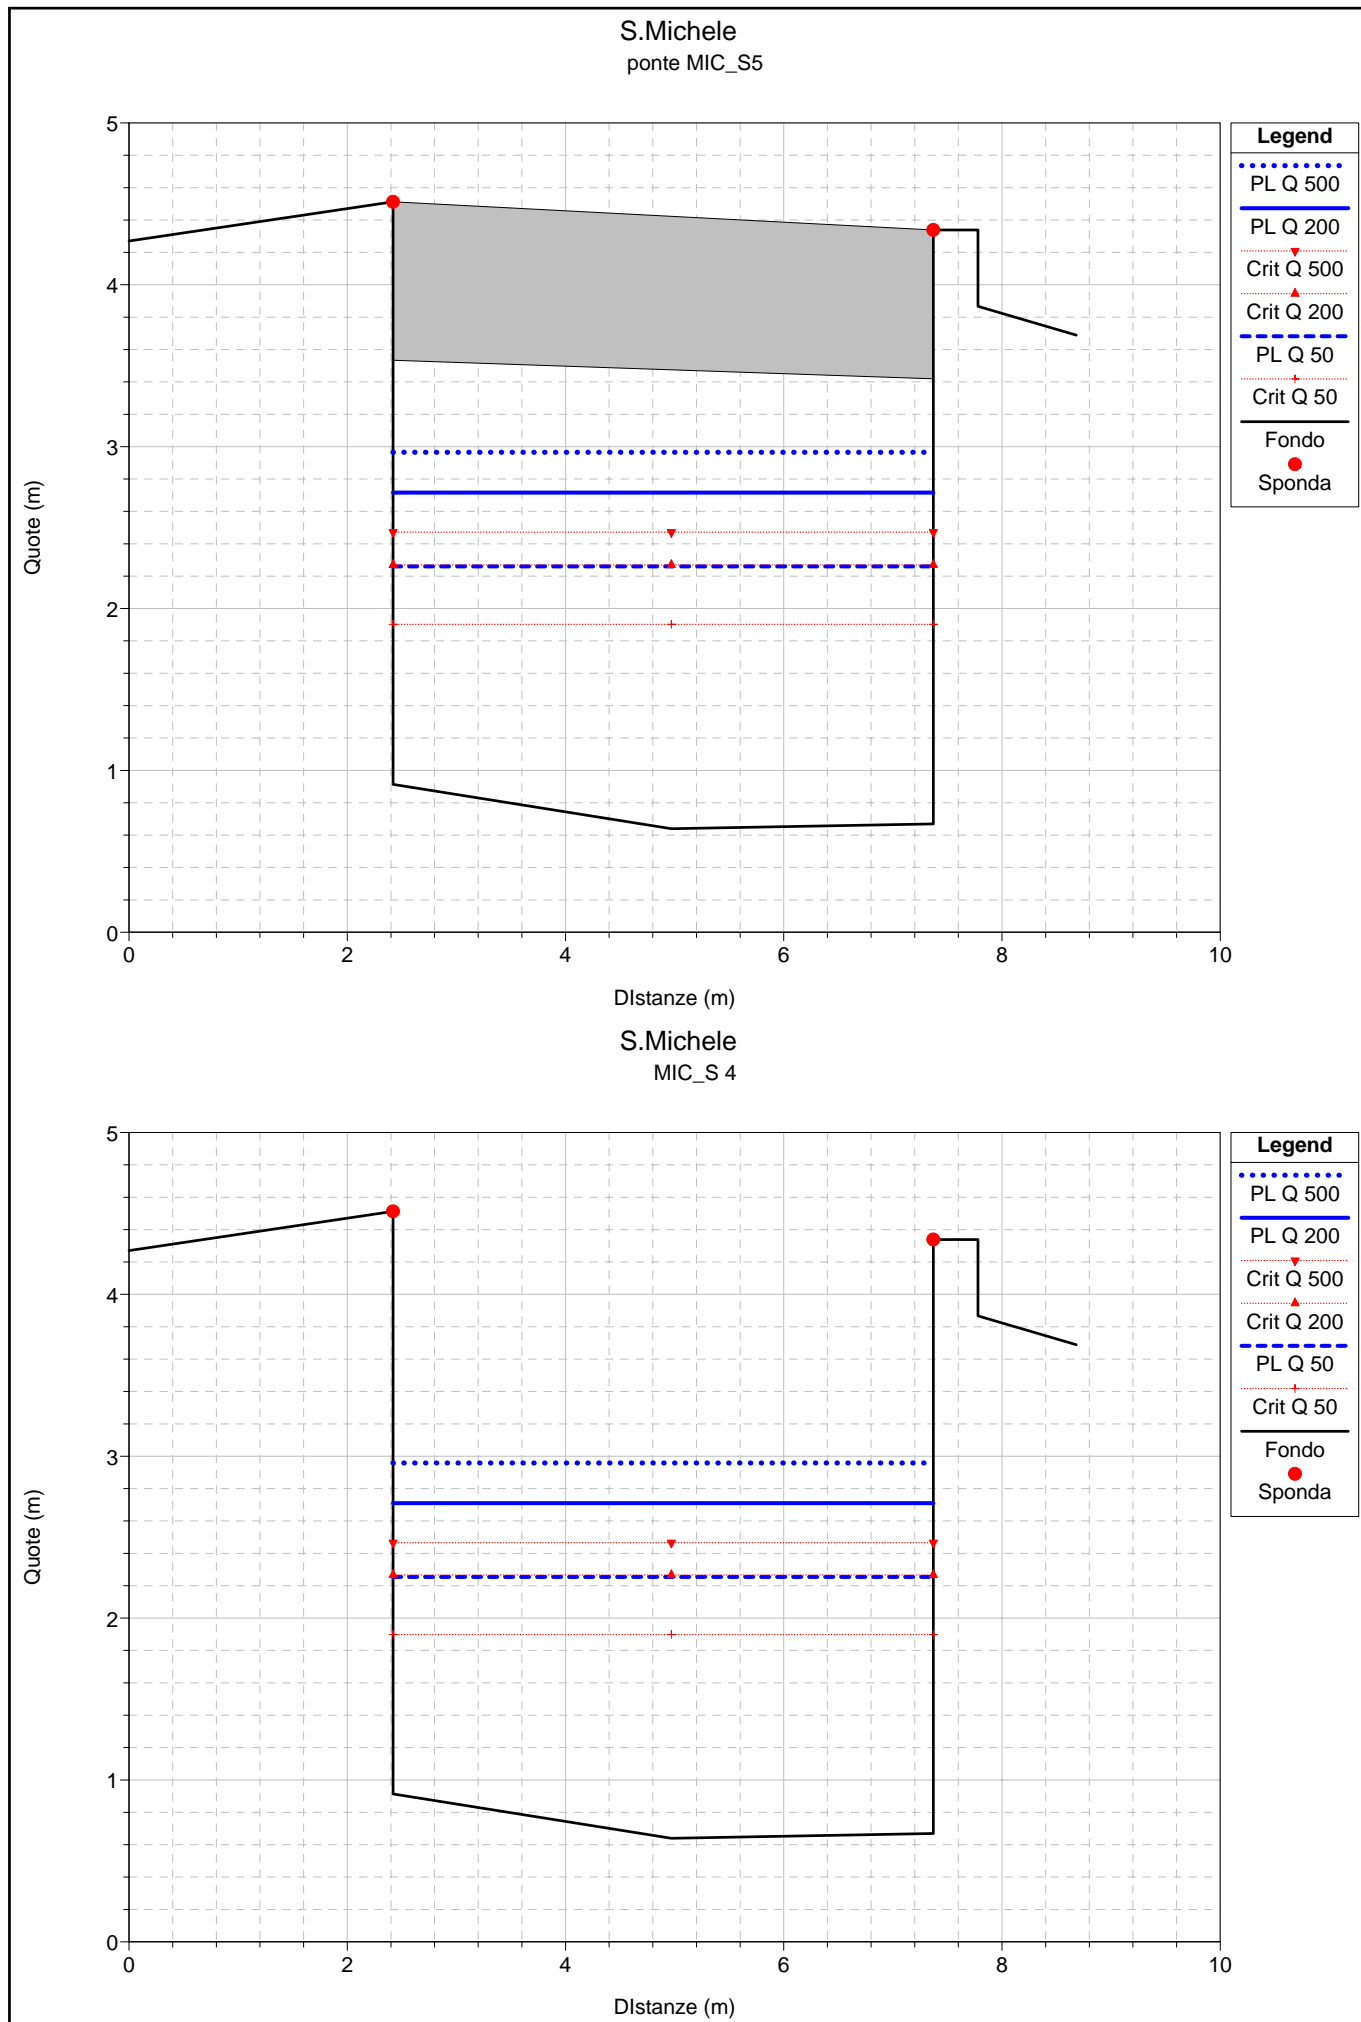 S.Michele
ponte MIC_S5
5
4
3
2
1
0
0 2 4 6 8 10
Quote (m)
DIstanze (m)
Legend
PL Q 500
PL Q 200
Crit Q 500
Crit Q 200
PL Q 50
Crit Q 50
Fondo
Sponda
S.Michele
MIC_S 4
5
4
3
2
1
0
0 2 4 6 8 10
Quote (m)
DIstanze (m)
Legend
PL Q 500
PL Q 200
Crit Q 500
Crit Q 200
PL Q 50
Crit Q 50
Fondo
Sponda